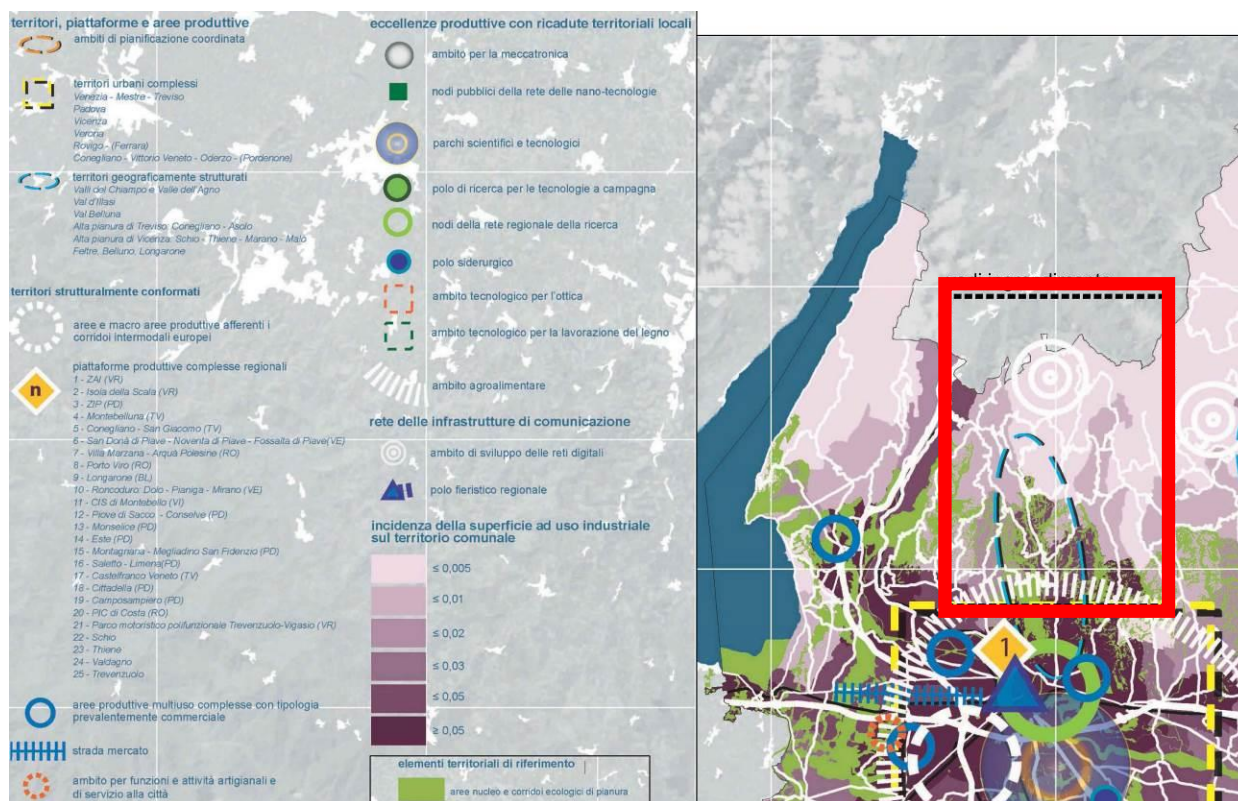 territori, piattaforme e aree produttive
ambiti di pianificazione coordinata
territori urbani complessi
Venezia - Mestre - Treviso
Padova
Vicenza
Verona
Rovigo - (Ferrara)
Conegliano - Vittorio Veneto - Oderzo - (Pordenone)
territori geograficamente strutturati
Valli del Chiampo e Valle dell'Agno
Val d'Illasi
Val Belluna
Alta pianura di Treviso: Conegliano - Asolo
Alta pianura di Vicenza: Schio - Thiene - Marano - Malò
Feltre, Belluno, Longarone
territori strutturalmente conformati
aree e macro aree produttive afferenti i
corridoi intermodali europei
n
piattaforme produttive complesse regionali
1 - ZAI (VR)
2 - Isola della Scala (VR)
3 - ZIP (PD)
4 - Montebelluna (TV)
5 - Conegliano - San Giacomo (TV)
6 - San Donà di Piave - Noventa di Piave - Fossalta di Piave(VE)
7 - Villa Marzana - Arquà Polesine (RO)
8 - Porto Viro (RO)
9 - Longarone (BL)
10 - Roncoduro: Dolo - Pianiga - Mirano (VE)
11 - CIS di Montebello (VI)
12 - Piove di Sacco - Conselve (PD)
13 - Monselice (PD)
14 - Este (PD)
15 - Montagnana - Megliadino San Fidenzio (PD)
16 - Saletto - Limena(PD)
17 - Castelfranco Veneto (TV)
18 - Cittadella (PD)
19 - Camposampiero (PD)
20 - PIC di Costa (RO)
21 - Parco motoristico polifunzionale Trevenzuolo-Vigasio (VR)
22 - Schio
23 - Thiene
24 - Valdagno
25 - Trevenzuolo
aree produttive multiuso complesse con tipologia
prevalentemente commerciale
strada mercato
ambito per funzioni e attività artigianali e
di servizio alla città
eccellenze produttive con ricadute territoriali locali
ambito per la meccatronica
nodi pubblici della rete delle nano-tecnologie
parchi scientifici e tecnologici
polo di ricerca per le tecnologie a campagna
nodi della rete regionale della ricerca
polo siderurgico
ambito tecnologico per l'ottica
ambito tecnologico per la lavorazione del legno
ambito agroalimentare
rete delle infrastrutture di comunicazione
ambito di sviluppo delle reti digitali
polo fieristico regionale
incidenza della superficie ad uso industriale
sul territorio comunale
≤ 0,005
≤ 0,01
≤ 0,02
≤ 0,03
≤ 0,05
≥ 0,05
elementi territoriali di riferimento
aree nucleo e corridoi ecologici di pianura
1